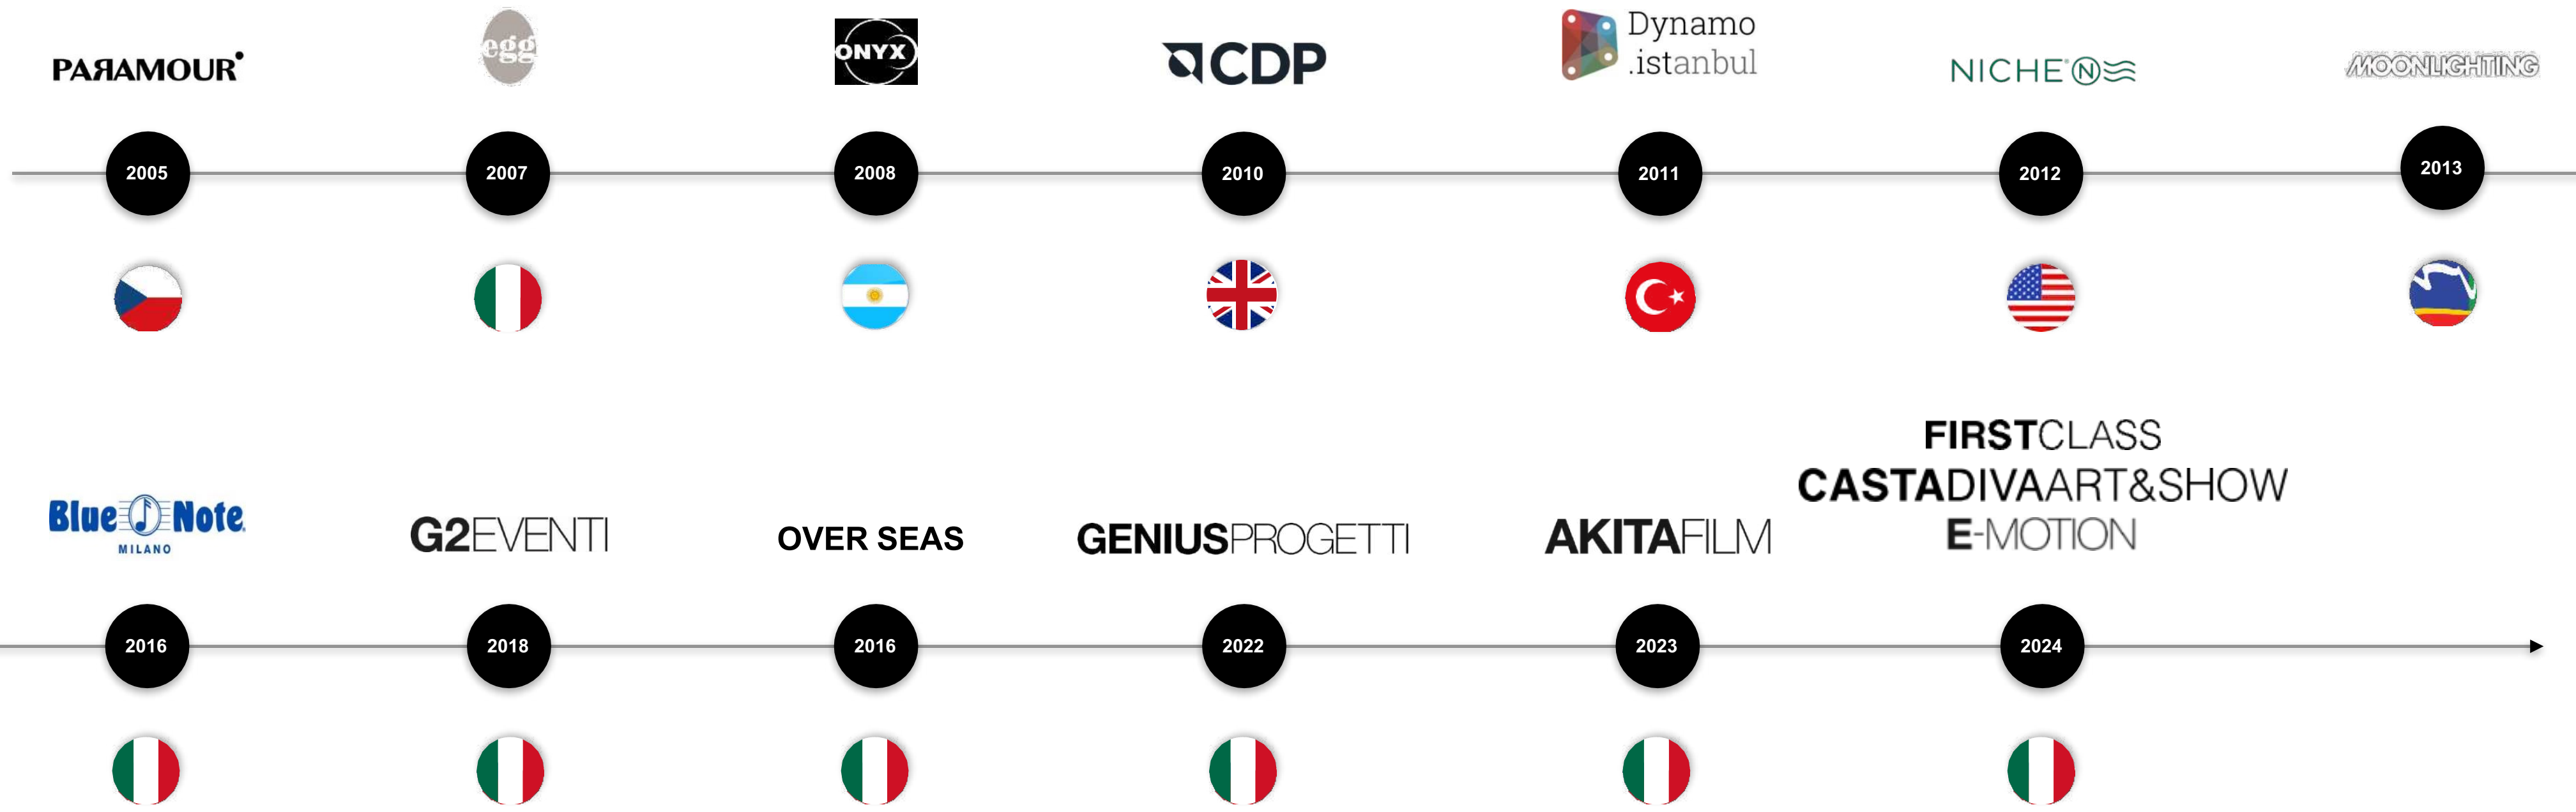 PAЯAMOUR
egg
ONYX
CDP
Dynamo
.istanbul
NICHE N
MOONLIGHTING
2005
2007
2008
2010
2011
2012
2013
FIRSTCLASS
CASTADIVAART&SHOW
E-MOTION
Blue Note
MILANO
G2EVENTI
OVER SEAS
GENIUSPROGETTI
AKITAFILM
2016
2018
2016
2022
2023
2024